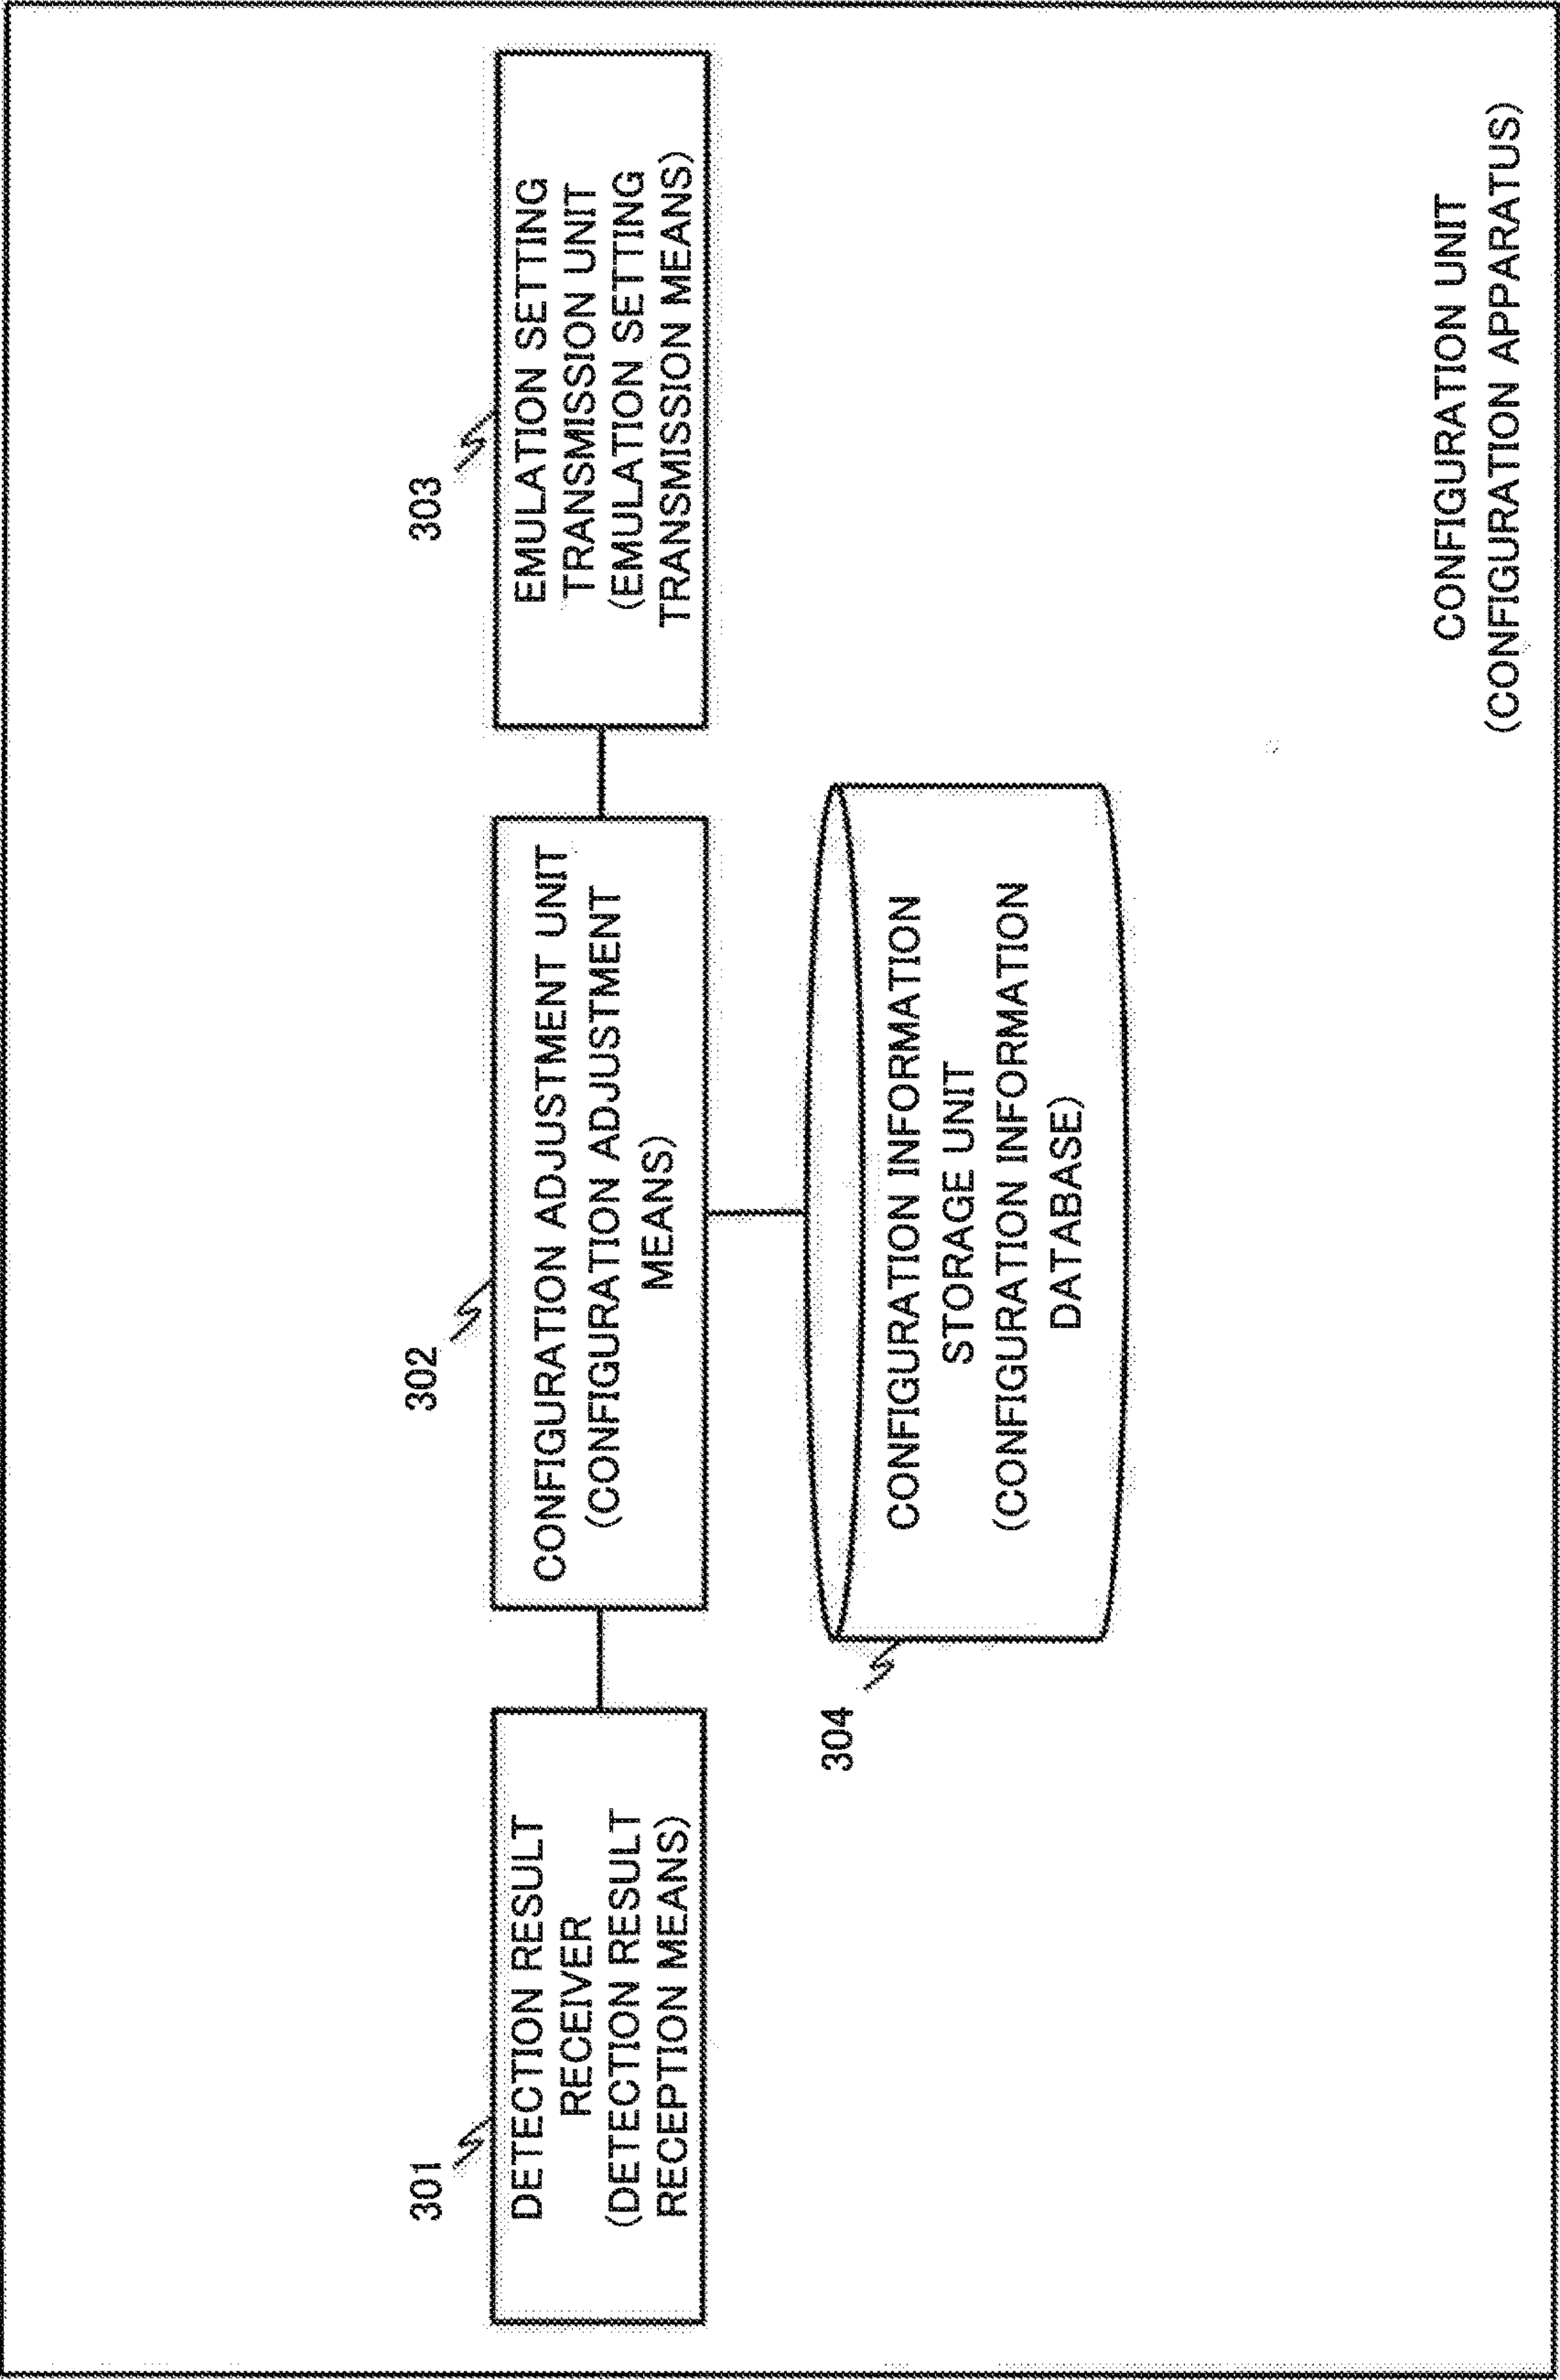 301
DETECTION RESULT
RECEIVER
(DETECTION RESULT
RECEPTION MEANS)
302
CONFIGURATION ADJUSTMENT UNIT
(CONFIGURATION ADJUSTMENT
MEANS)
303
EMULATION SETTING
TRANSMISSION UNIT
(EMULATION SETTING
TRANSMISSION MEANS)
304
CONFIGURATION INFORMATION
STORAGE UNIT
(CONFIGURATION INFORMATION
DATABASE)
CONFIGURATION UNIT
(CONFIGURATION APPARATUS)